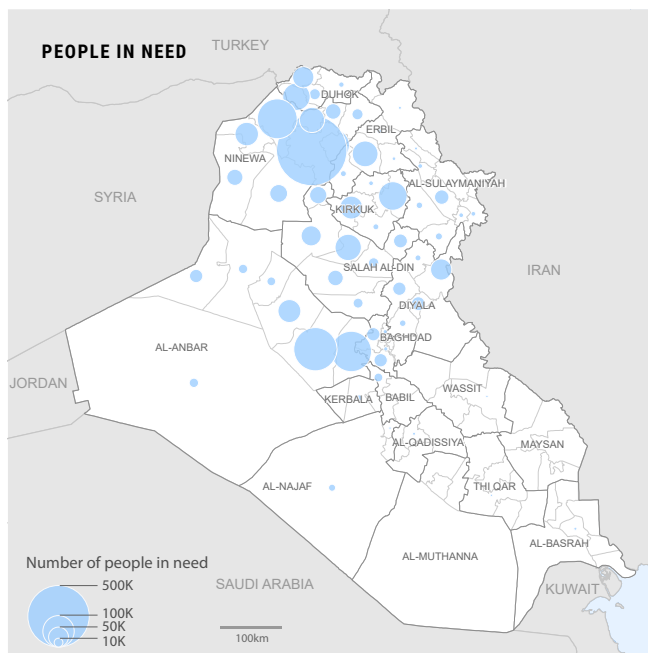 TURKEY
PEOPLE IN NEED
DUHOK
ERBIL
NINEWA
AL-SULAYMANIYAH
SYRIA
KIRKUK
SALAH AL-DIN
IRAN
DIYALA
BAGHDAD
AL-ANBAR
JORDAN
WASSIT
KERBALA
BABIL
AL-QADISSIYA
MAYSAN
AL-NAJAF
THI QAR
AL-BASRAH
AL-MUTHANNA
Number of people in need
SAUDI ARABIA
KUWAIT
500K
100K
50K
10K
100km